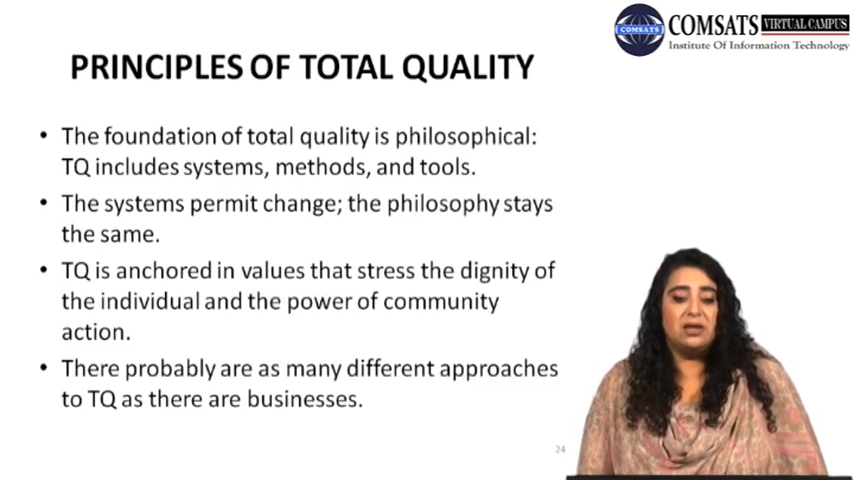 COMSATS
COMSATS VIRTUAL CAMPUS
Institute Of Information Technology
PRINCIPLES OF TOTAL QUALITY
• The foundation of total quality is philosophical:
TQ includes systems, methods, and tools.
• The systems permit change; the philosophy stays
the same.
• TQ is anchored in values that stress the dignity of
the individual and the power of community
action.
• There probably are as many different approaches
to TQ as there are businesses.
24